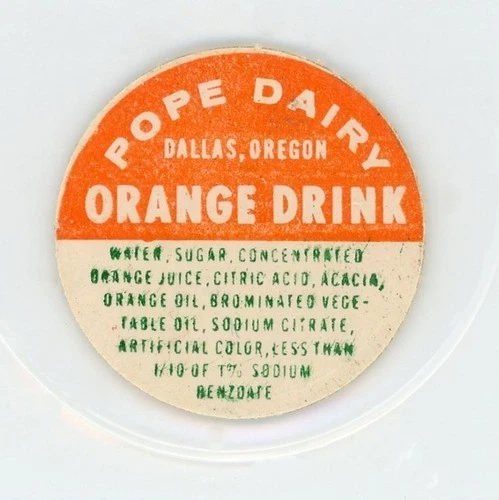 POPE DAIRY
DALLAS, OREGON
ORANGE DRINK
WATER, SUGAR, CONCENTRATED
ORANGE JUICE, CITRIC ACID, ACACIA,
ORANGE OIL, BROMINATED VEGE-
TABLE OIL, SODIUM CITRATE,
ARTIFICIAL COLOR, LESS THAN
1/10 OF 1% SODIUM
BENZOATE